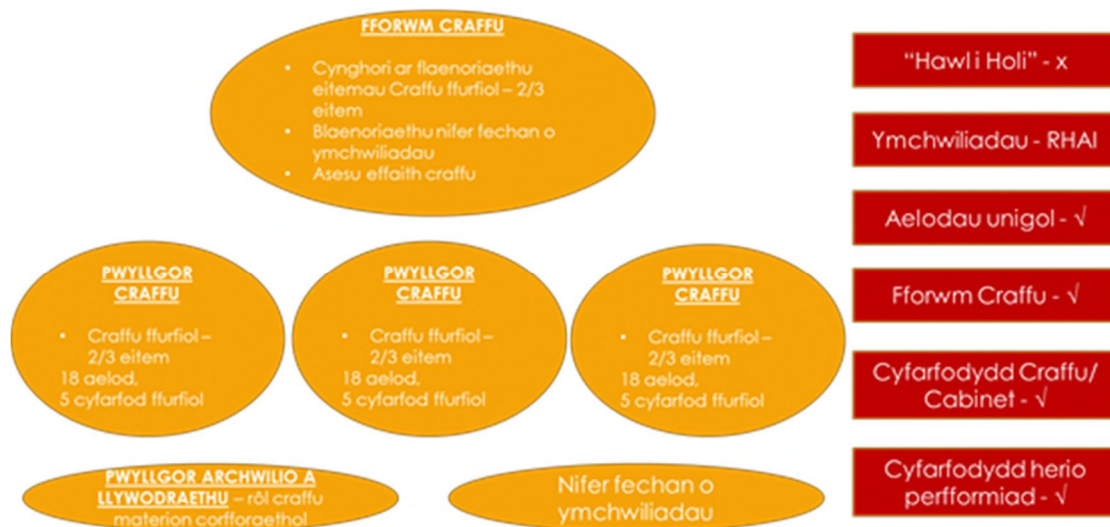 FFORWM CRAFFU
• Cynghori ar flaenoriaethu
eitemau Craffu ffurfiol – 2/3
eitem
• Blaenoriaethu nifer fechan o
ymchwiliadau
• Asesu effaith craffu
PWYLLGOR
CRAFFU
• Craffu ffurfiol –
2/3 eitem
18 aelod,
5 cyfarfod ffurfiol
PWYLLGOR
CRAFFU
• Craffu ffurfiol –
2/3 eitem
18 aelod,
5 cyfarfod ffurfiol
PWYLLGOR
CRAFFU
• Craffu ffurfiol –
2/3 eitem
18 aelod,
5 cyfarfod ffurfiol
PWYLLGOR ARCHWILIO A
LLYWODRAETHU – rôl craffu
materion corfforaethol
Nifer fechan o
ymchwiliadau
“Hawl i Holi” - x
Ymchwiliadau - RHAI
Aelodau unigol - √
Fforwm Craffu - √
Cyfarfodydd Craffu/
Cabinet - √
Cyfarfodydd herio
perfformiad - √